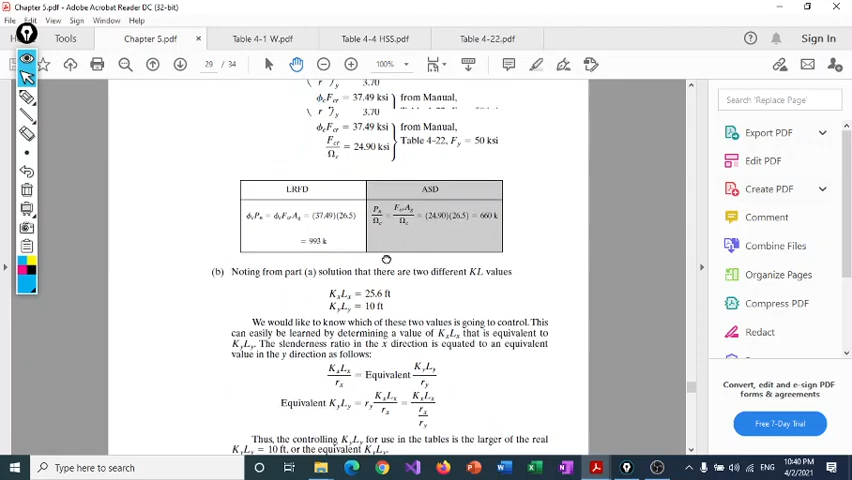 Chapter 5.pdf - Adobe Acrobat Reader DC (32-bit)
File Edit View Sign Window Help
Tools
Chapter 5.pdf
Table 4-1 W.pdf
Table 4-4 HSS.pdf
Table 4-22.pdf
Sign In
29 / 34
100%
3.70
ϕcFcr = 37.49 ksi
from Manual,
( r )y 3.70
ϕcFcr = 37.49 ksi
from Manual,
Fcr/Ωc = 24.90 ksi
Table 4-22, Fy = 50 ksi
LRFD
ASD
ϕcPn = ϕcFcrAg = (37.49)(26.5)
= 993 k
Pn/Ωc = FcrAg/Ωc = (24.90)(26.5) = 660 k
(b) Noting from part (a) solution that there are two different KL values
KxLx = 25.6 ft
KyLy = 10 ft
We would like to know which of these two values is going to control. This
can easily be learned by determining a value of KxLx that is equivalent to
KyLy. The slenderness ratio in the x direction is equated to an equivalent
value in the y direction as follows:
KxLx/rx = Equivalent KyLy/ry
Equivalent KyLy = ry KxLx/rx = KxLx/(rx/ry)
Thus, the controlling KyLy for use in the tables is the larger of the real
KyLy = 10 ft, or the equivalent KyLy.
Search 'Replace Page'
Export PDF
Edit PDF
Create PDF
Comment
Combine Files
Organize Pages
Compress PDF
Redact
Convert, edit and e-sign PDF
forms & agreements
Free 7-Day Trial
Type here to search
ENG
10:40 PM
4/2/2021